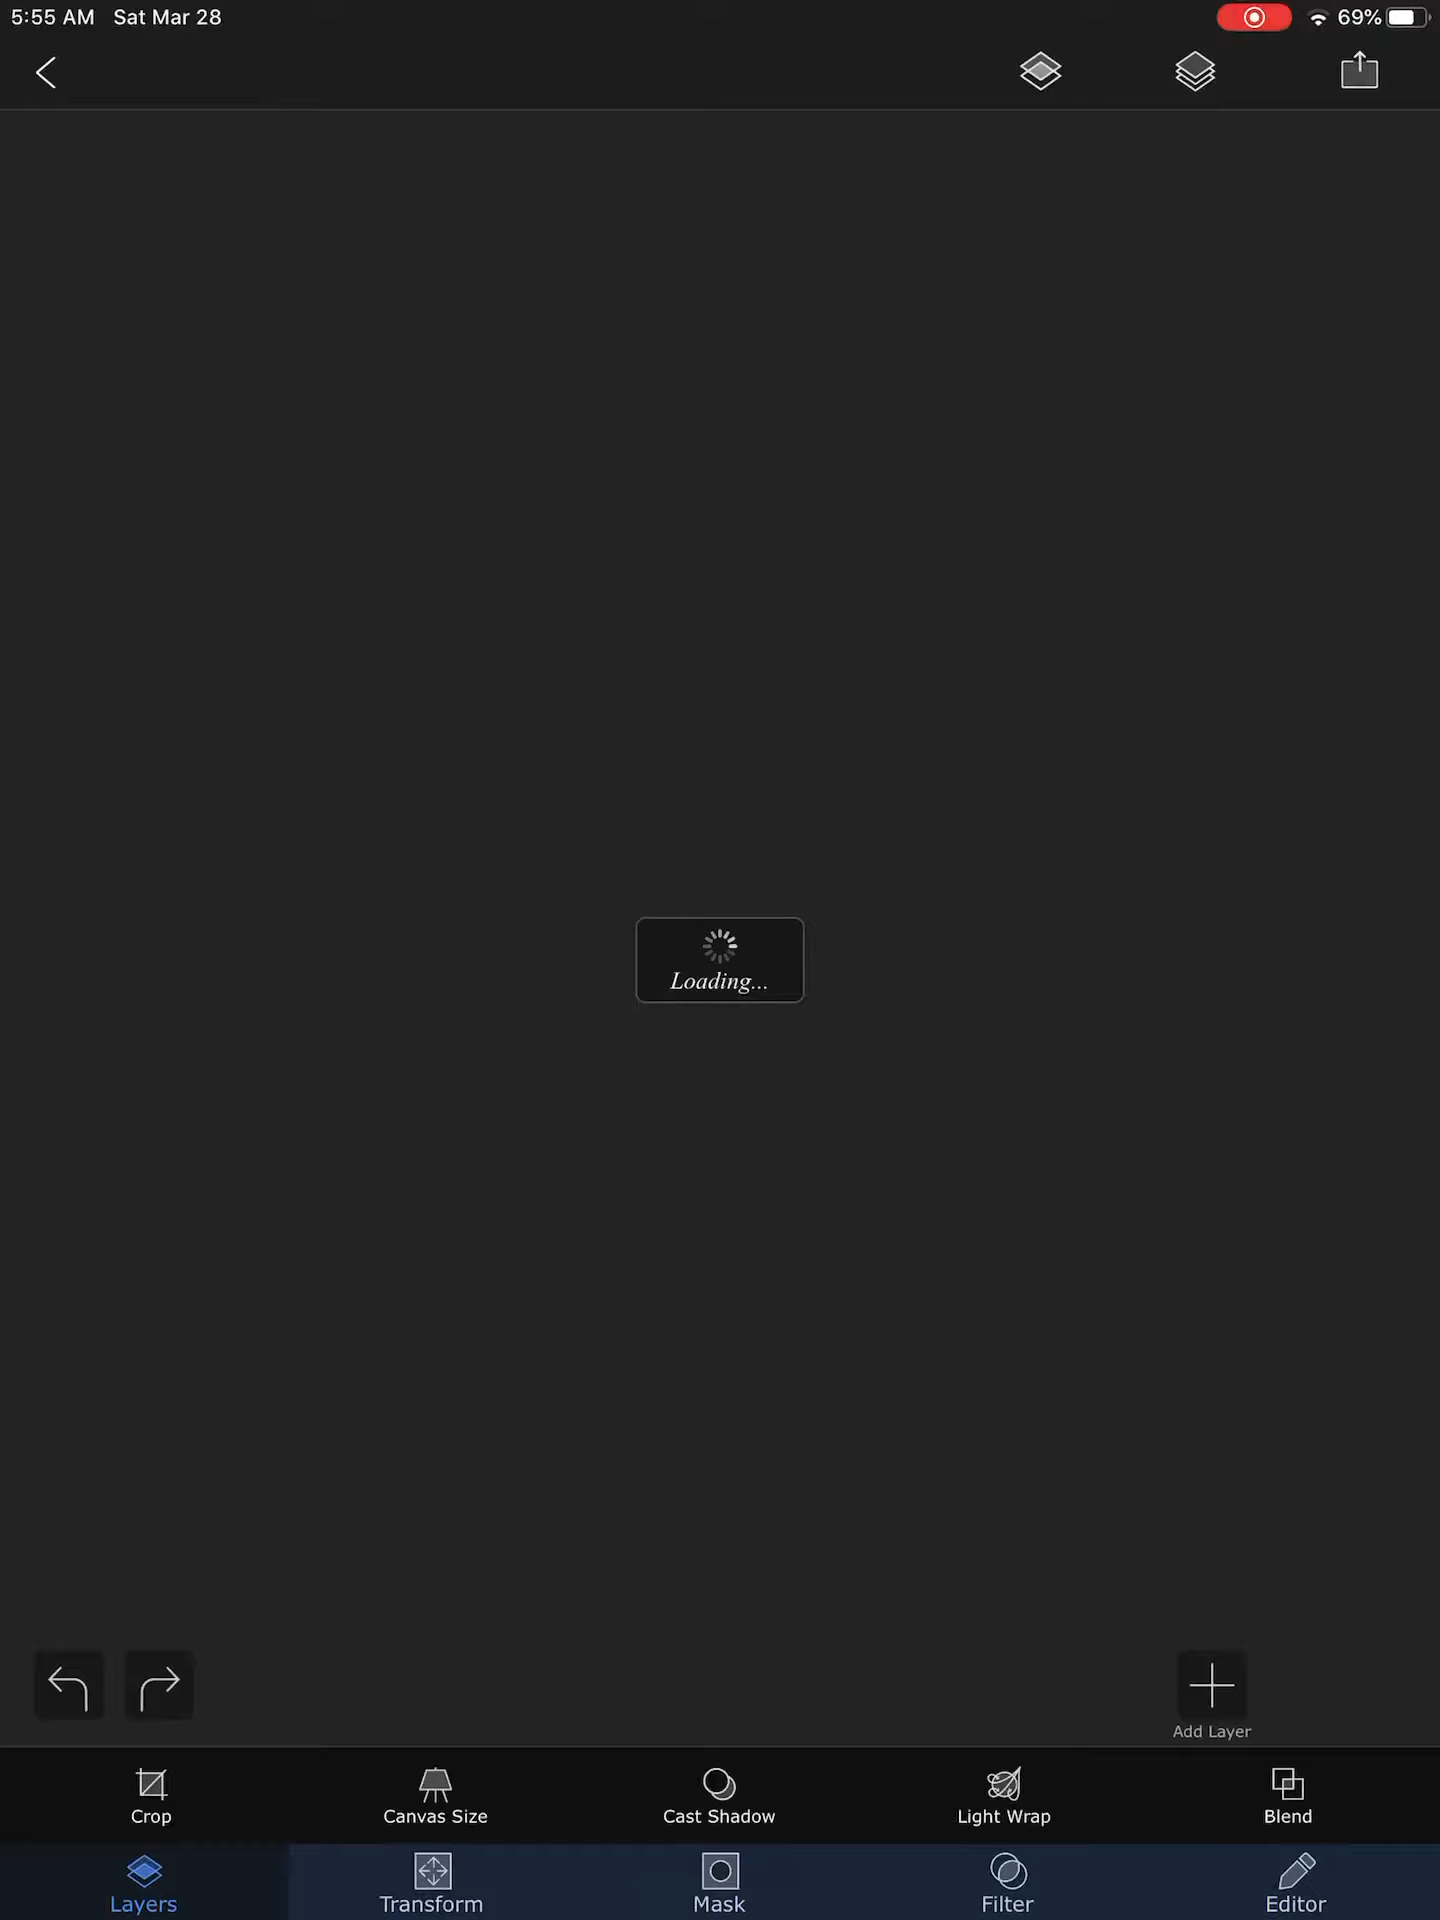 5:55 AM Sat Mar 28
69%
Loading...
Add Layer
Crop
Canvas Size
Cast Shadow
Light Wrap
Blend
Layers
Transform
Mask
Filter
Editor